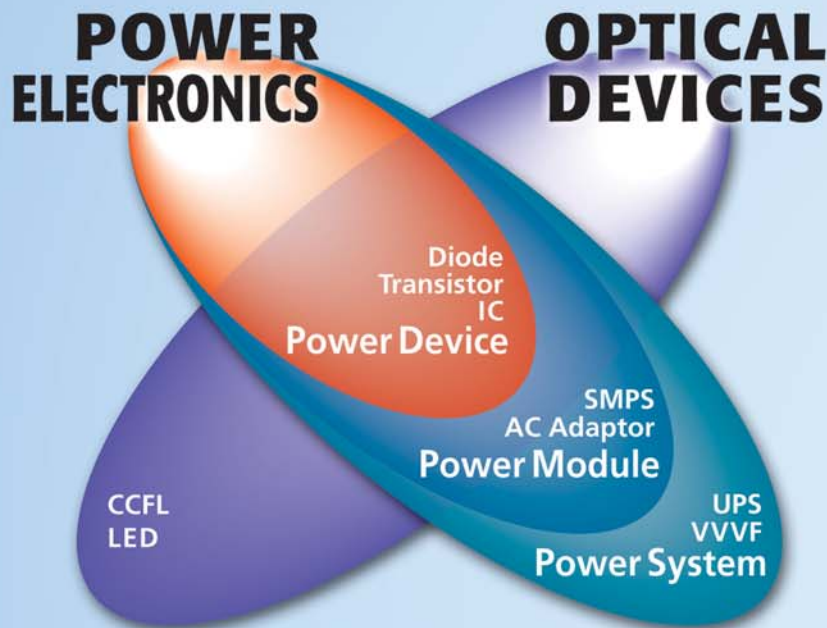 POWER
ELECTRONICS
OPTICAL
DEVICES
Diode
Transistor
IC
Power Device
SMPS
AC Adaptor
Power Module
UPS
VVVF
Power System
CCFL
LED